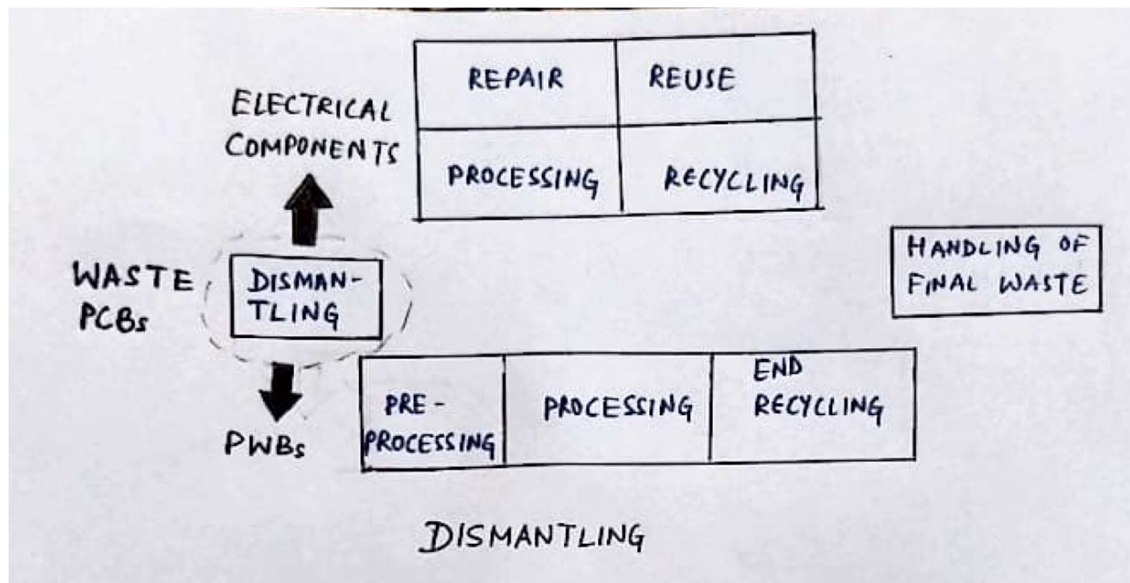 REPAIR REUSE
ELECTRICAL
COMPONENTS
PROCESSING RECYCLING
HANDLING OF
FINAL WASTE
WASTE
PCBs
DISMAN-
TLING
END
PRE- PROCESSING RECYCLING
PROCESSING
PWBs
DISMANTLING